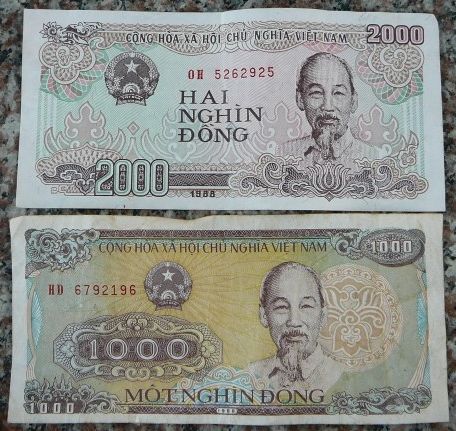 CỘNG HÒA XÃ HỘI CHỦ NGHĨA VIỆT NAM
2000
OH 5262925
HAI
NGHÌN
ĐỒNG
2000
1988
CỘNG HÒA XÃ HỘI CHỦ NGHĨA VIỆT NAM
1000
HD 6792196
1000
MỘT NGHÌN ĐỒNG
1000
1988